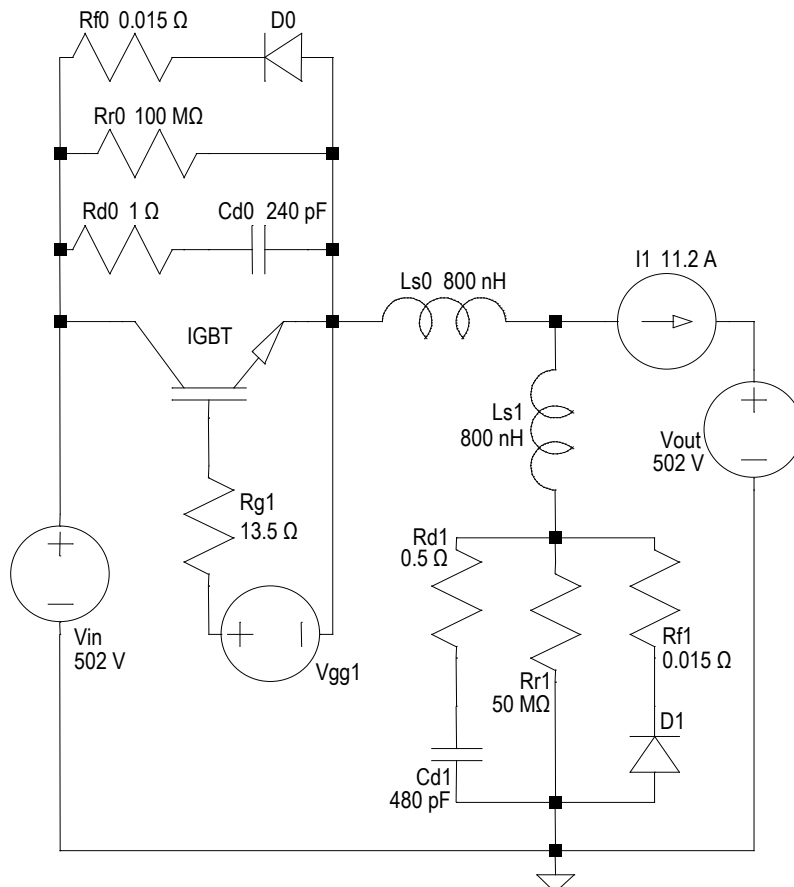 Rf0 0.015 Ω
D0
Rr0 100 MΩ
Rd0 1 Ω
Cd0 240 pF
Ls0 800 nH
I1 11.2 A
IGBT
Ls1
800 nH
Vout
502 V
Rg1
13.5 Ω
Rd1
0.5 Ω
Vin
502 V
Vgg1
Rf1
0.015 Ω
Rr1
50 MΩ
D1
Cd1
480 pF